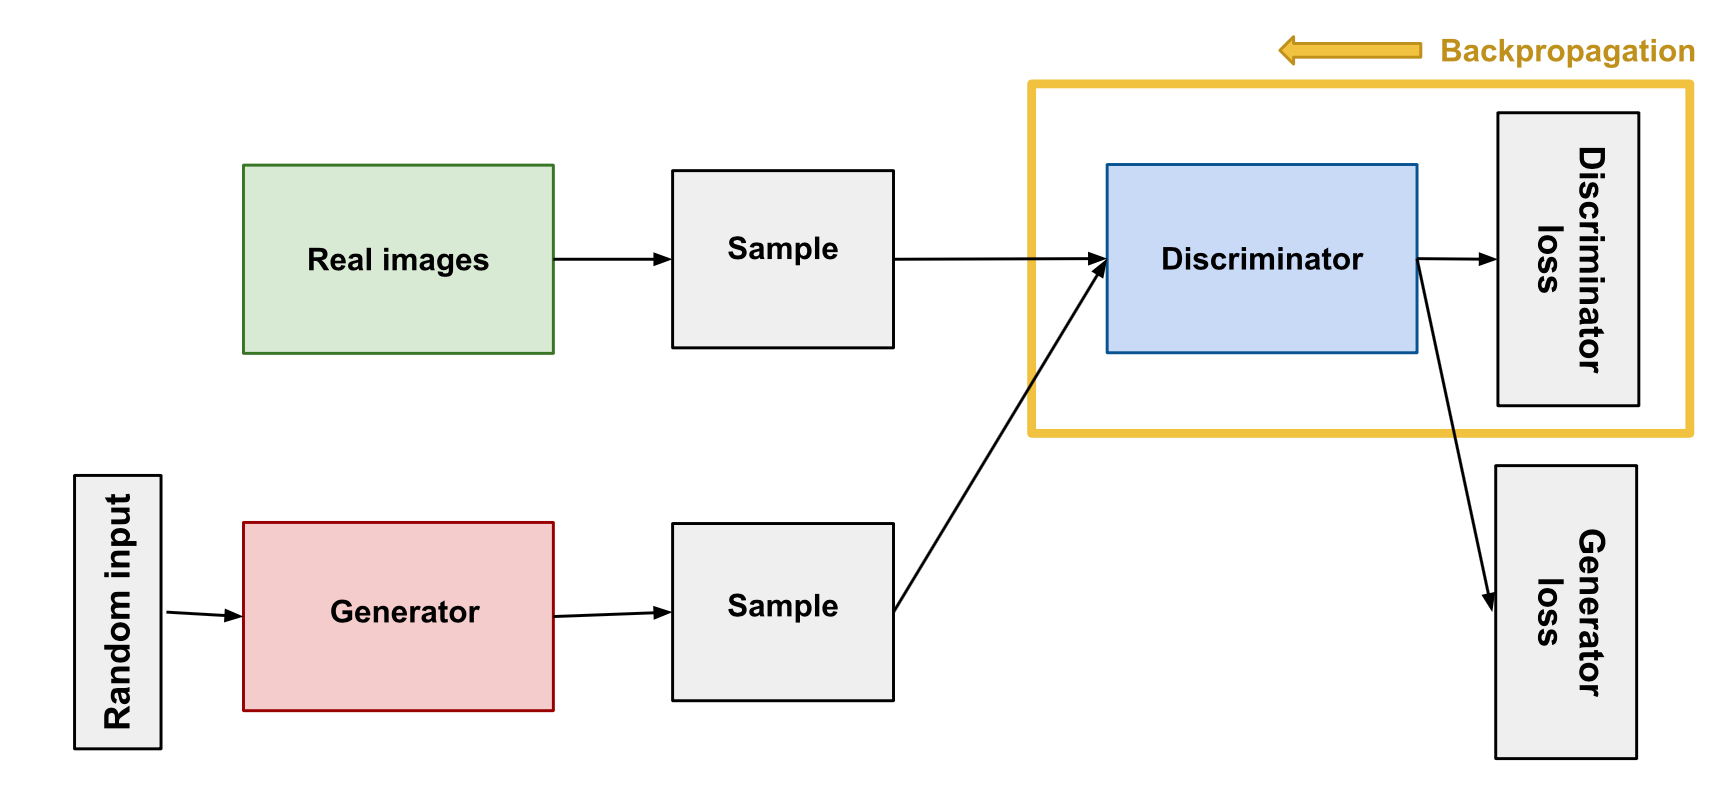 Backpropagation
Real images
Sample
Discriminator
Discriminator
loss
Random input
Generator
Sample
Generator
loss